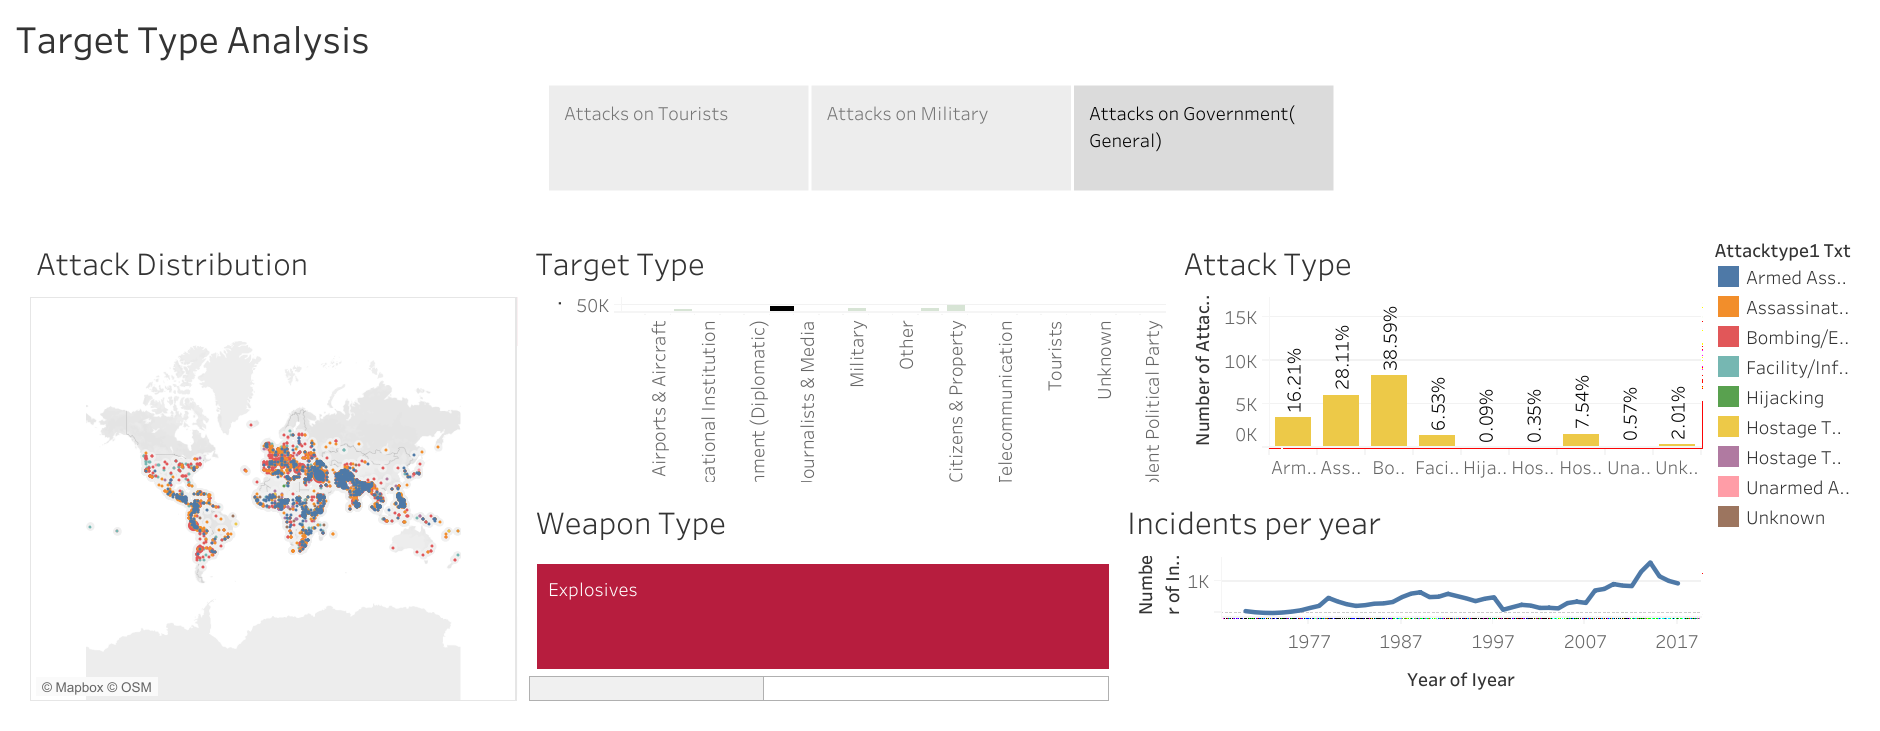 Target Type Analysis
Attacks on Tourists
Attacks on Military
Attacks on Government(
General)
Attack Distribution
© Mapbox © OSM
Target Type
50K
Airports & Aircraft
cational Institution
nment (Diplomatic)
Journalists & Media
Military
Other
Citizens & Property
Telecommunication
Tourists
Unknown
olent Political Party
Attack Type
Number of Attac..
15K
10K
5K
0K
16.21%
28.11%
38.59%
6.53%
0.09%
0.35%
7.54%
0.57%
2.01%
Arm.. Ass.. Bo.. Faci.. Hija.. Hos.. Hos.. Una.. Unk..
Attacktype1 Txt
Armed Ass..
Assassinat..
Bombing/E..
Facility/Inf..
Hijacking
Hostage T..
Hostage T..
Unarmed A..
Unknown
Weapon Type
Explosives
Incidents per year
Numbe
r of In..
1K
1977 1987 1997 2007 2017
Year of Iyear